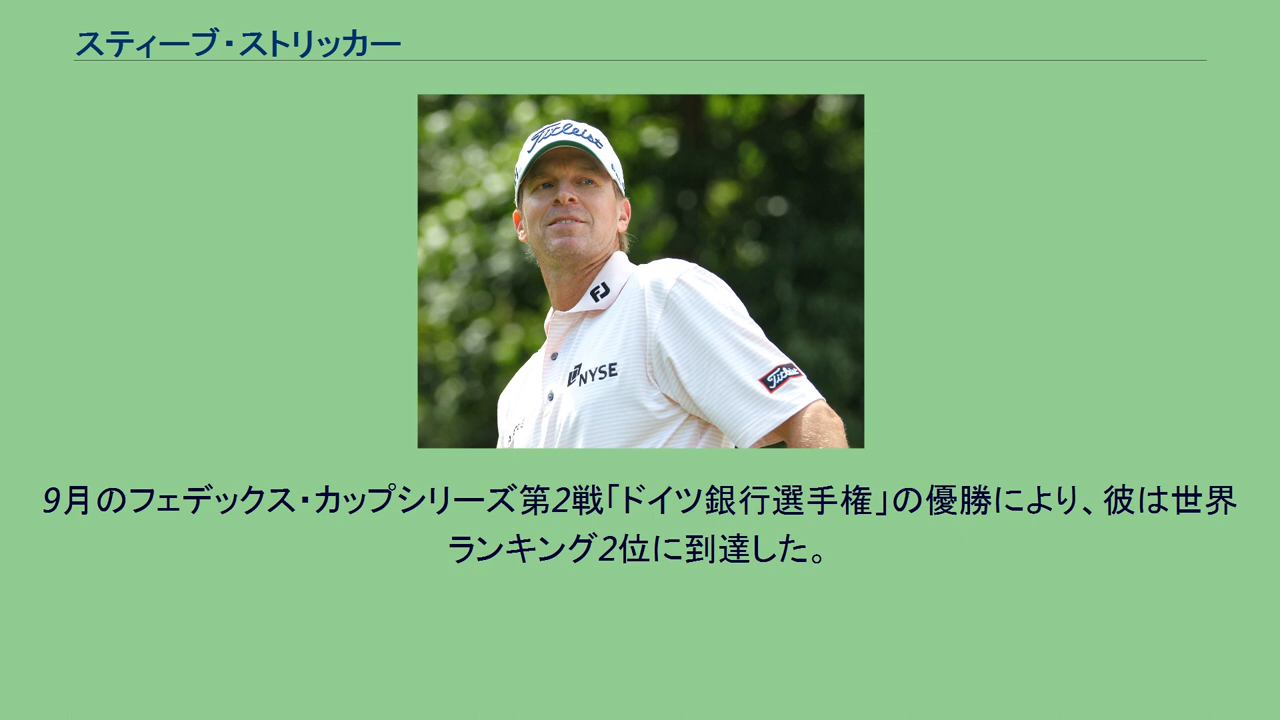 スティーブ・ストリッカー
Titleist
FJ
NYSE
Titleist
9月のフェデックス・カップシリーズ第2戦「ドイツ銀行選手権」の優勝により、彼は世界
ランキング2位に到達した。